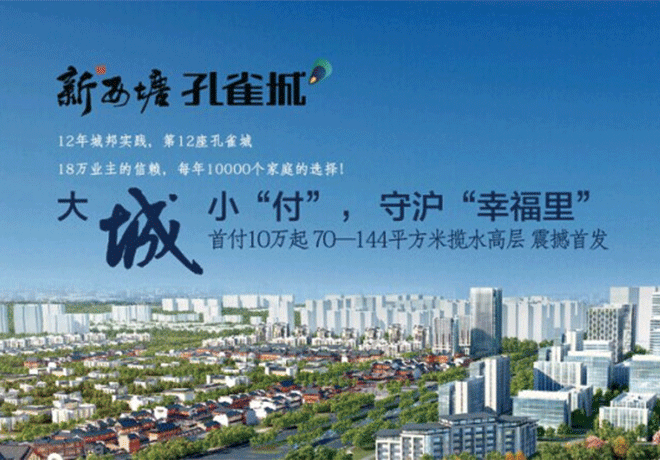 新西塘 孔雀城
12年城邦实践，第12座孔雀城
18万业主的信赖，每年10000个家庭的选择！
大城 小“付”，守沪“幸福里”
首付10万起 70—144平方米揽水高层 震撼首发